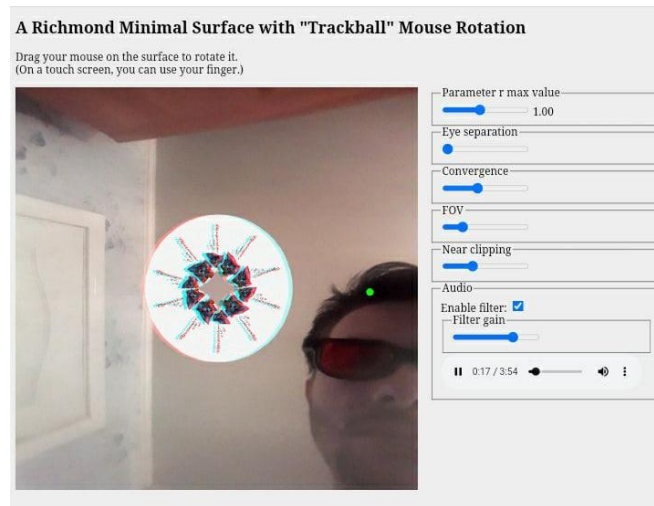 A Richmond Minimal Surface with "Trackball" Mouse Rotation
Drag your mouse on the surface to rotate it.
(On a touch screen, you can use your finger.)
Parameter r max value
1.00
Eye separation
Convergence
FOV
Near clipping
Audio
Enable filter:
Filter gain
0:17 / 3:54